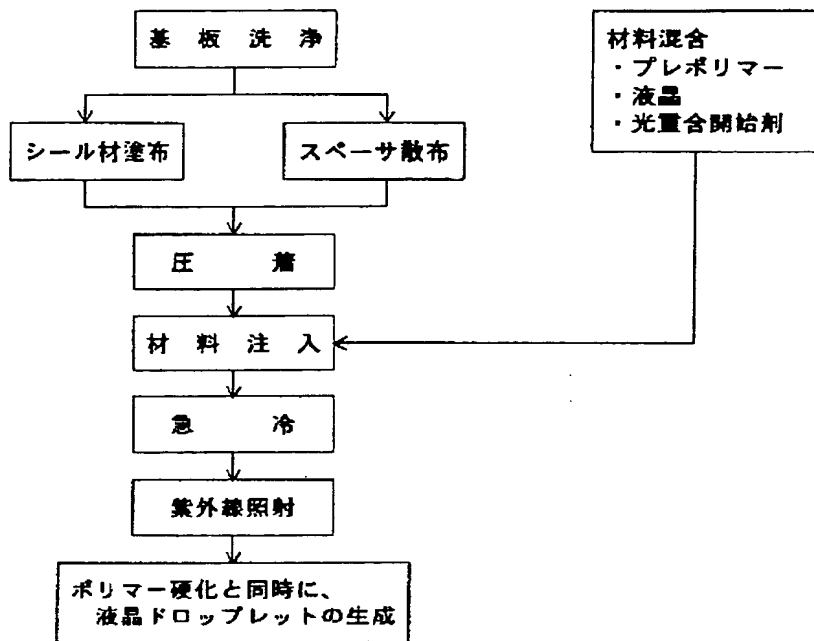 基板洗浄
材料混合
・プレポリマー
・液晶
・光重合開始剤
シール材塗布
スペーサ散布
圧着
材料注入
急冷
紫外線照射
ポリマー硬化と同時に、
液晶ドロップレットの生成